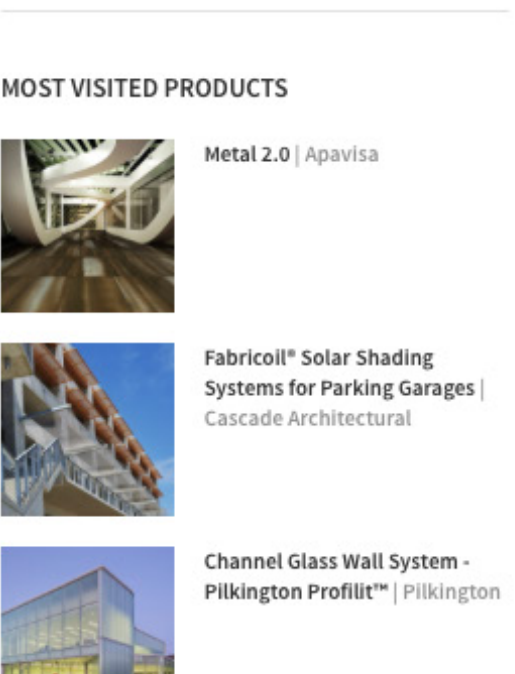 MOST VISITED PRODUCTS
Metal 2.0 | Apavisa
Fabricoil® Solar Shading
Systems for Parking Garages |
Cascade Architectural
Channel Glass Wall System -
Pilkington Profilit™ | Pilkington